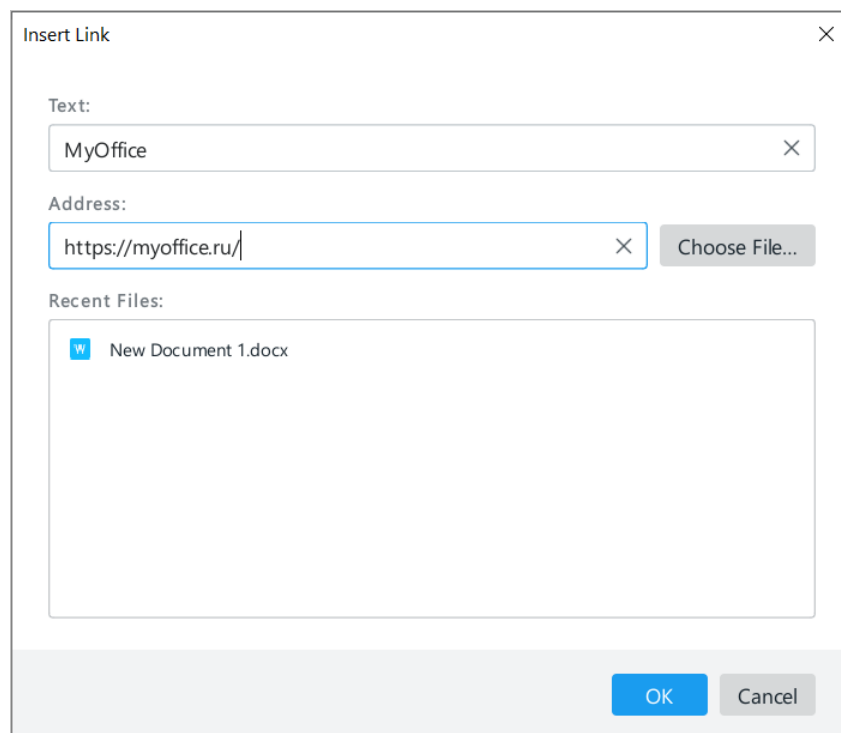 Insert Link
Text:
MyOffice
Address:
https://myoffice.ru/
Choose File...
Recent Files:
W New Document 1.docx
OK Cancel